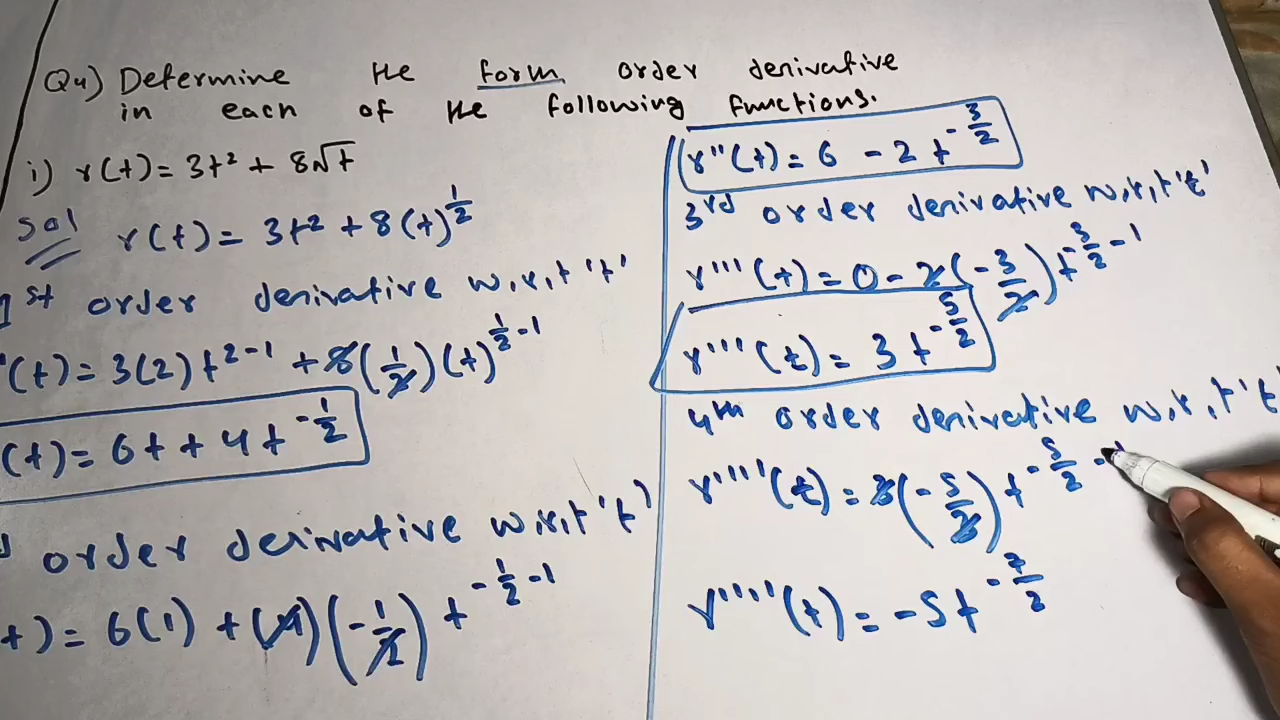 Q4) Determine the form order derivative
in each of the following functions.
i) r(t) = 3t² + 8√t
Sol r(t) = 3t² + 8(t)^{1/2}
1st order derivative w.r.t 't'
'(t) = 3(2)t^{2-1} + 8(1/2)(t)^{1/2-1}
(t) = 6t + 4t^{-1/2}
d order derivative w.r.t 't'
t) = 6(1) + (4)(-1/2)t^{-1/2-1}
r''(t) = 6 - 2t^{-3/2}
3rd order derivative w.r.t 't'
r'''(t) = 0 - 2(-3/2)t^{-3/2-1}
r'''(t) = 3t^{-5/2}
4th order derivative w.r.t 't'
r''''(t) = (-5/2)t^{-5/2-1}
r''''(t) = -5t^{-7/2}